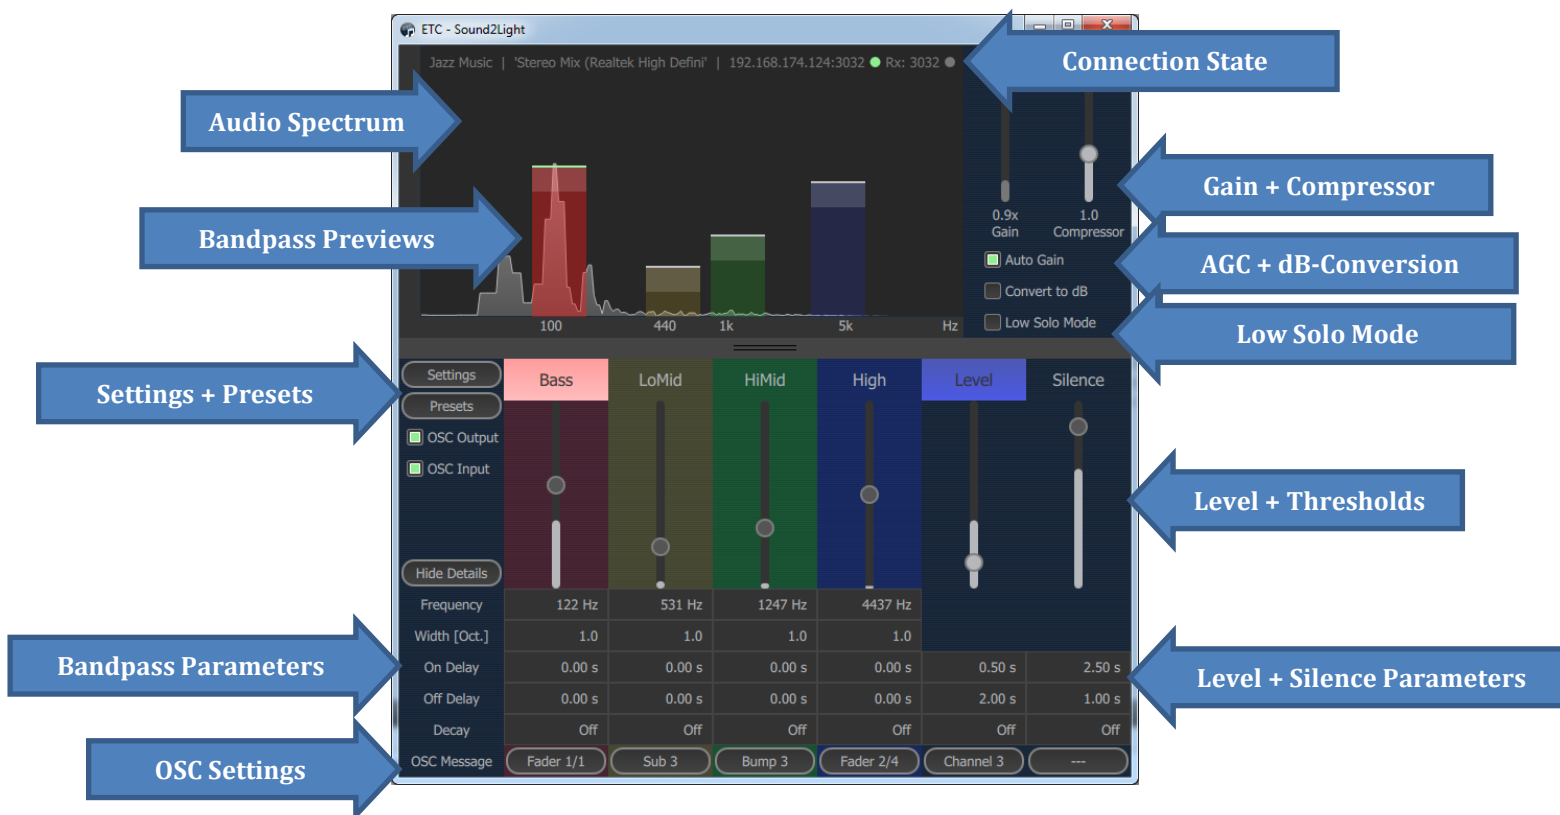 ETC - Sound2Light
Jazz Music | 'Stereo Mix (Realtek High Defini' | 192.168.174.124:3032 Rx: 3032
Connection State
Audio Spectrum
Gain + Compressor
0.9x 1.0
Gain Compressor
Bandpass Previews
Auto Gain
AGC + dB-Conversion
Convert to dB
Low Solo Mode
Low Solo Mode
100 440 1k 5k Hz
Settings
Presets
Settings + Presets
OSC Output
OSC Input
Bass LoMid HiMid High Level Silence
Level + Thresholds
Hide Details
Frequency 122 Hz 531 Hz 1247 Hz 4437 Hz
Width [Oct.] 1.0 1.0 1.0 1.0
Bandpass Parameters
On Delay 0.00 s 0.00 s 0.00 s 0.00 s 0.50 s 2.50 s
Level + Silence Parameters
Off Delay 0.00 s 0.00 s 0.00 s 0.00 s 2.00 s 1.00 s
Decay Off Off Off Off Off Off
OSC Settings
OSC Message Fader 1/1 Sub 3 Bump 3 Fader 2/4 Channel 3 ---